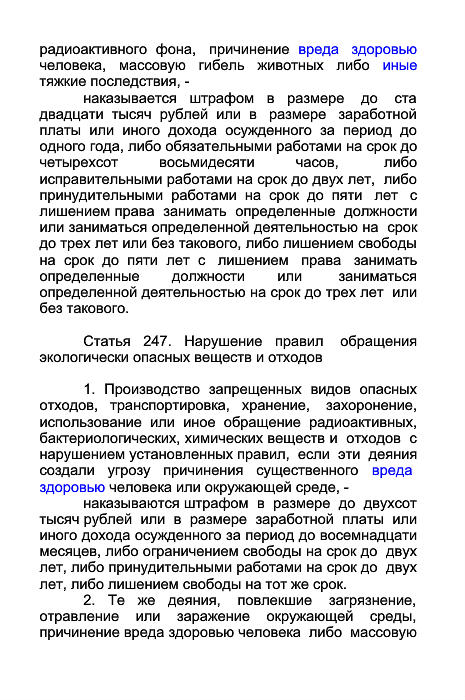 радиоактивного фона, причинение вреда здоровью
человека, массовую гибель животных либо иные
тяжкие последствия, -
наказывается штрафом в размере до ста
двадцати тысяч рублей или в размере заработной
платы или иного дохода осужденного за период до
одного года, либо обязательными работами на срок до
четырехсот восьмидесяти часов, либо
исправительными работами на срок до двух лет, либо
принудительными работами на срок до пяти лет с
лишением права занимать определенные должности
или заниматься определенной деятельностью на срок
до трех лет или без такового, либо лишением свободы
на срок до пяти лет с лишением права занимать
определенные должности или заниматься
определенной деятельностью на срок до трех лет или
без такового.
Статья 247. Нарушение правил обращения
экологически опасных веществ и отходов
1. Производство запрещенных видов опасных
отходов, транспортировка, хранение, захоронение,
использование или иное обращение радиоактивных,
бактериологических, химических веществ и отходов с
нарушением установленных правил, если эти деяния
создали угрозу причинения существенного вреда
здоровью человека или окружающей среде, -
наказываются штрафом в размере до двухсот
тысяч рублей или в размере заработной платы или
иного дохода осужденного за период до восемнадцати
месяцев, либо ограничением свободы на срок до двух
лет, либо принудительными работами на срок до двух
лет, либо лишением свободы на тот же срок.
2. Те же деяния, повлекшие загрязнение,
отравление или заражение окружающей среды,
причинение вреда здоровью человека либо массовую